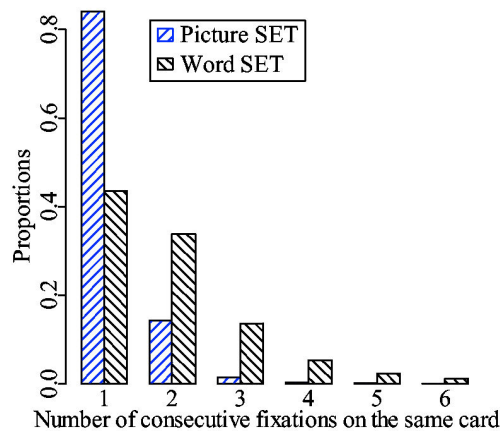 Picture SET
Word SET
Proportions
0.8
0.6
0.4
0.2
0.0
1 2 3 4 5 6
Number of consecutive fixations on the same card